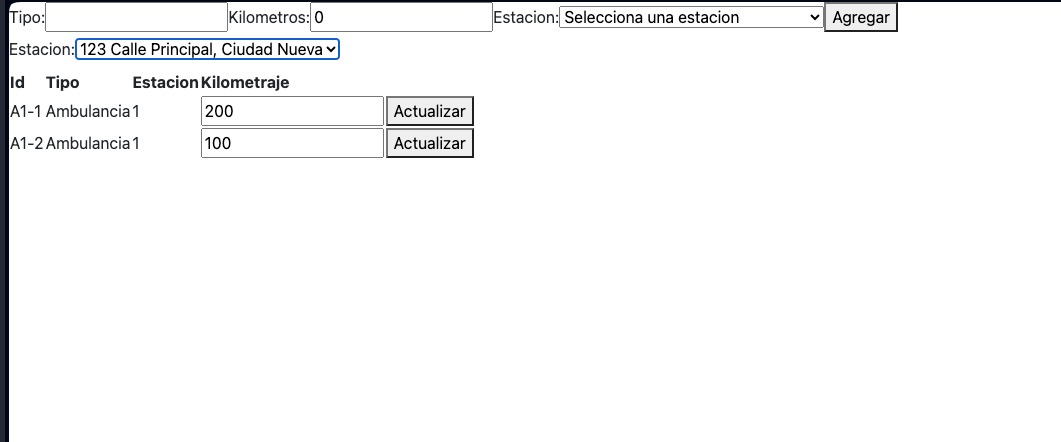 Tipo: Kilometros: 0 Estacion: Selecciona una estacion Agregar
Estacion: 123 Calle Principal, Ciudad Nueva
Id Tipo Estacion Kilometraje
A1-1 Ambulancia 1 200 Actualizar
A1-2 Ambulancia 1 100 Actualizar